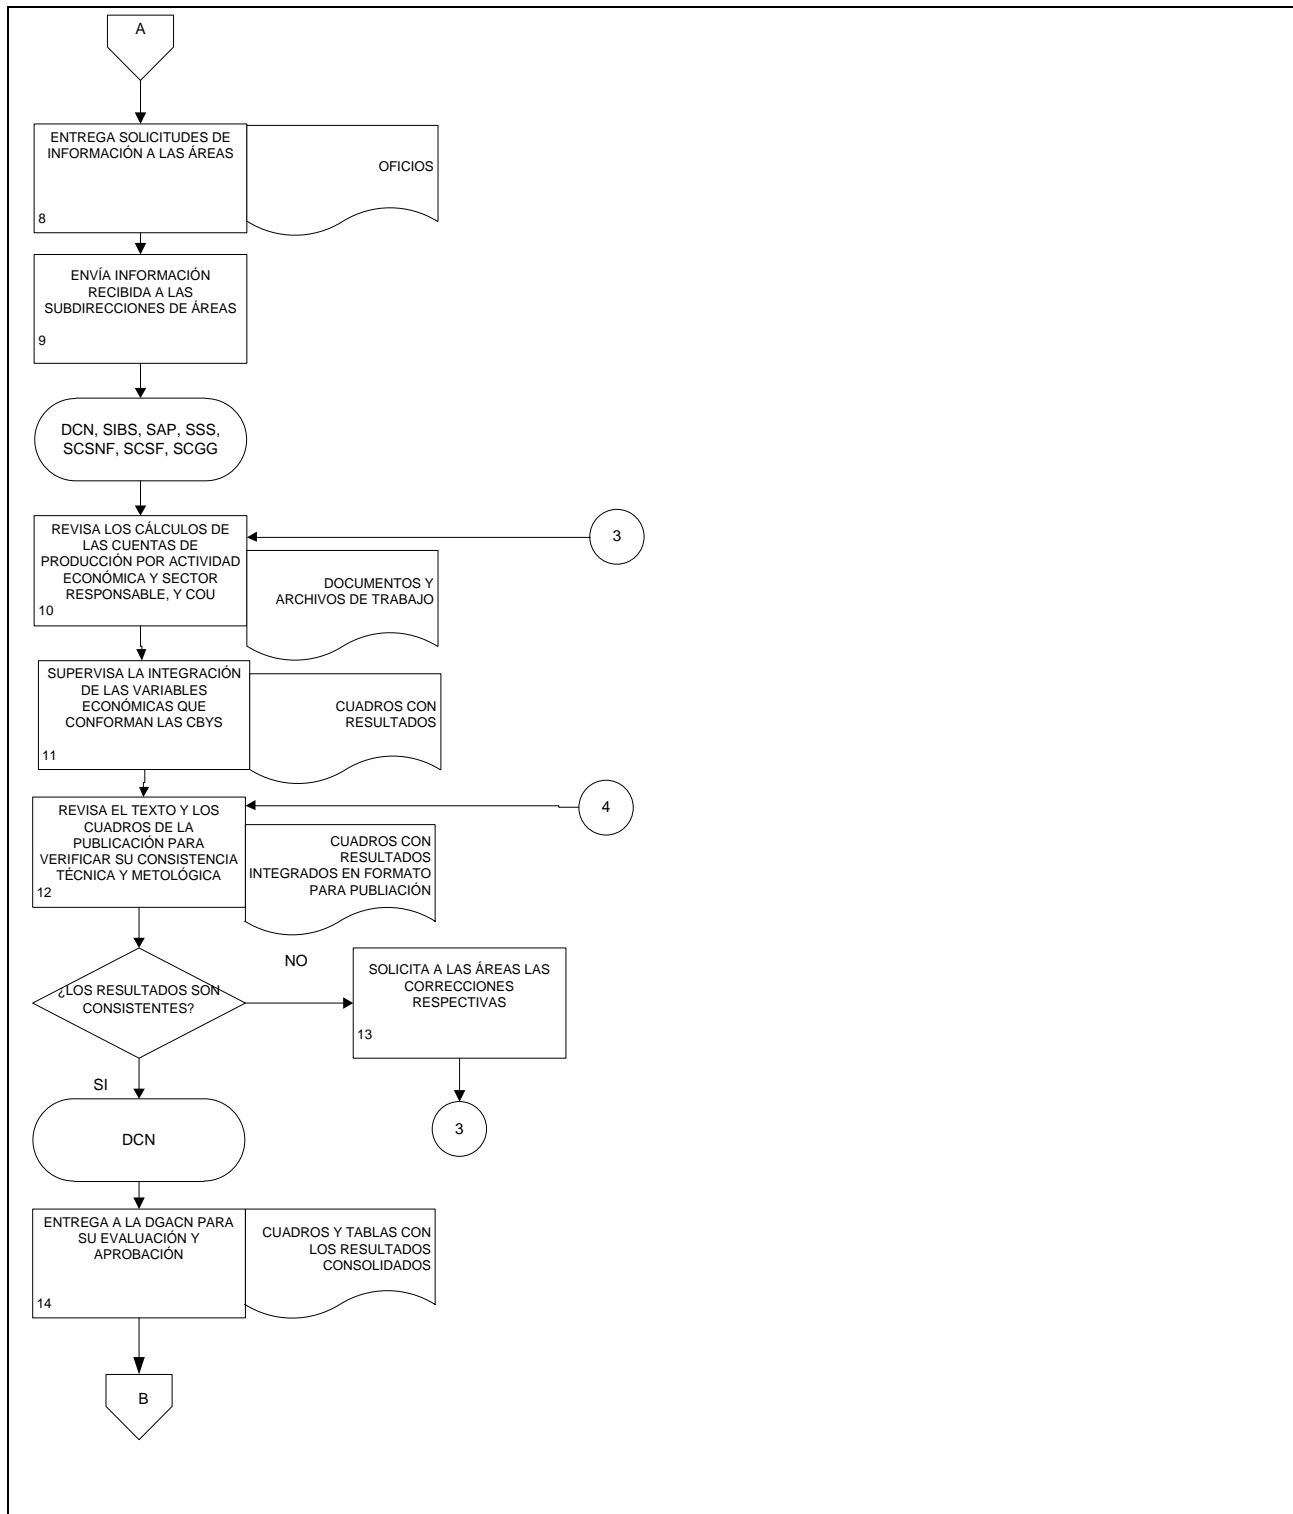 A
ENTREGA SOLICITUDES DE
INFORMACIÓN A LAS ÁREAS
8
OFICIOS
ENVÍA INFORMACIÓN
RECIBIDA A LAS
SUBDIRECCIONES DE ÁREAS
9
DCN, SIBS, SAP, SSS,
SCSNF, SCSF, SCGG
REVISA LOS CÁLCULOS DE
LAS CUENTAS DE
PRODUCCIÓN POR ACTIVIDAD
ECONÓMICA Y SECTOR
RESPONSABLE, Y COU
10
3
DOCUMENTOS Y
ARCHIVOS DE TRABAJO
SUPERVISA LA INTEGRACIÓN
DE LAS VARIABLES
ECONÓMICAS QUE
CONFORMAN LAS CBYS
11
CUADROS CON
RESULTADOS
REVISA EL TEXTO Y LOS
CUADROS DE LA
PUBLICACIÓN PARA
VERIFICAR SU CONSISTENCIA
TÉCNICA Y METOLÓGICA
12
4
CUADROS CON
RESULTADOS
INTEGRADOS EN FORMATO
PARA PUBLIACIÓN
¿LOS RESULTADOS SON
CONSISTENTES?
NO
SOLICITA A LAS ÁREAS LAS
CORRECCIONES
RESPECTIVAS
13
3
SI
DCN
ENTREGA A LA DGACN PARA
SU EVALUACIÓN Y
APROBACIÓN
14
CUADROS Y TABLAS CON
LOS RESULTADOS
CONSOLIDADOS
B